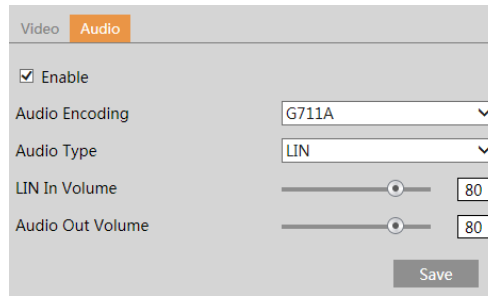 Video Audio
Enable
Audio Encoding G711A
Audio Type LIN
LIN In Volume 80
Audio Out Volume 80
Save